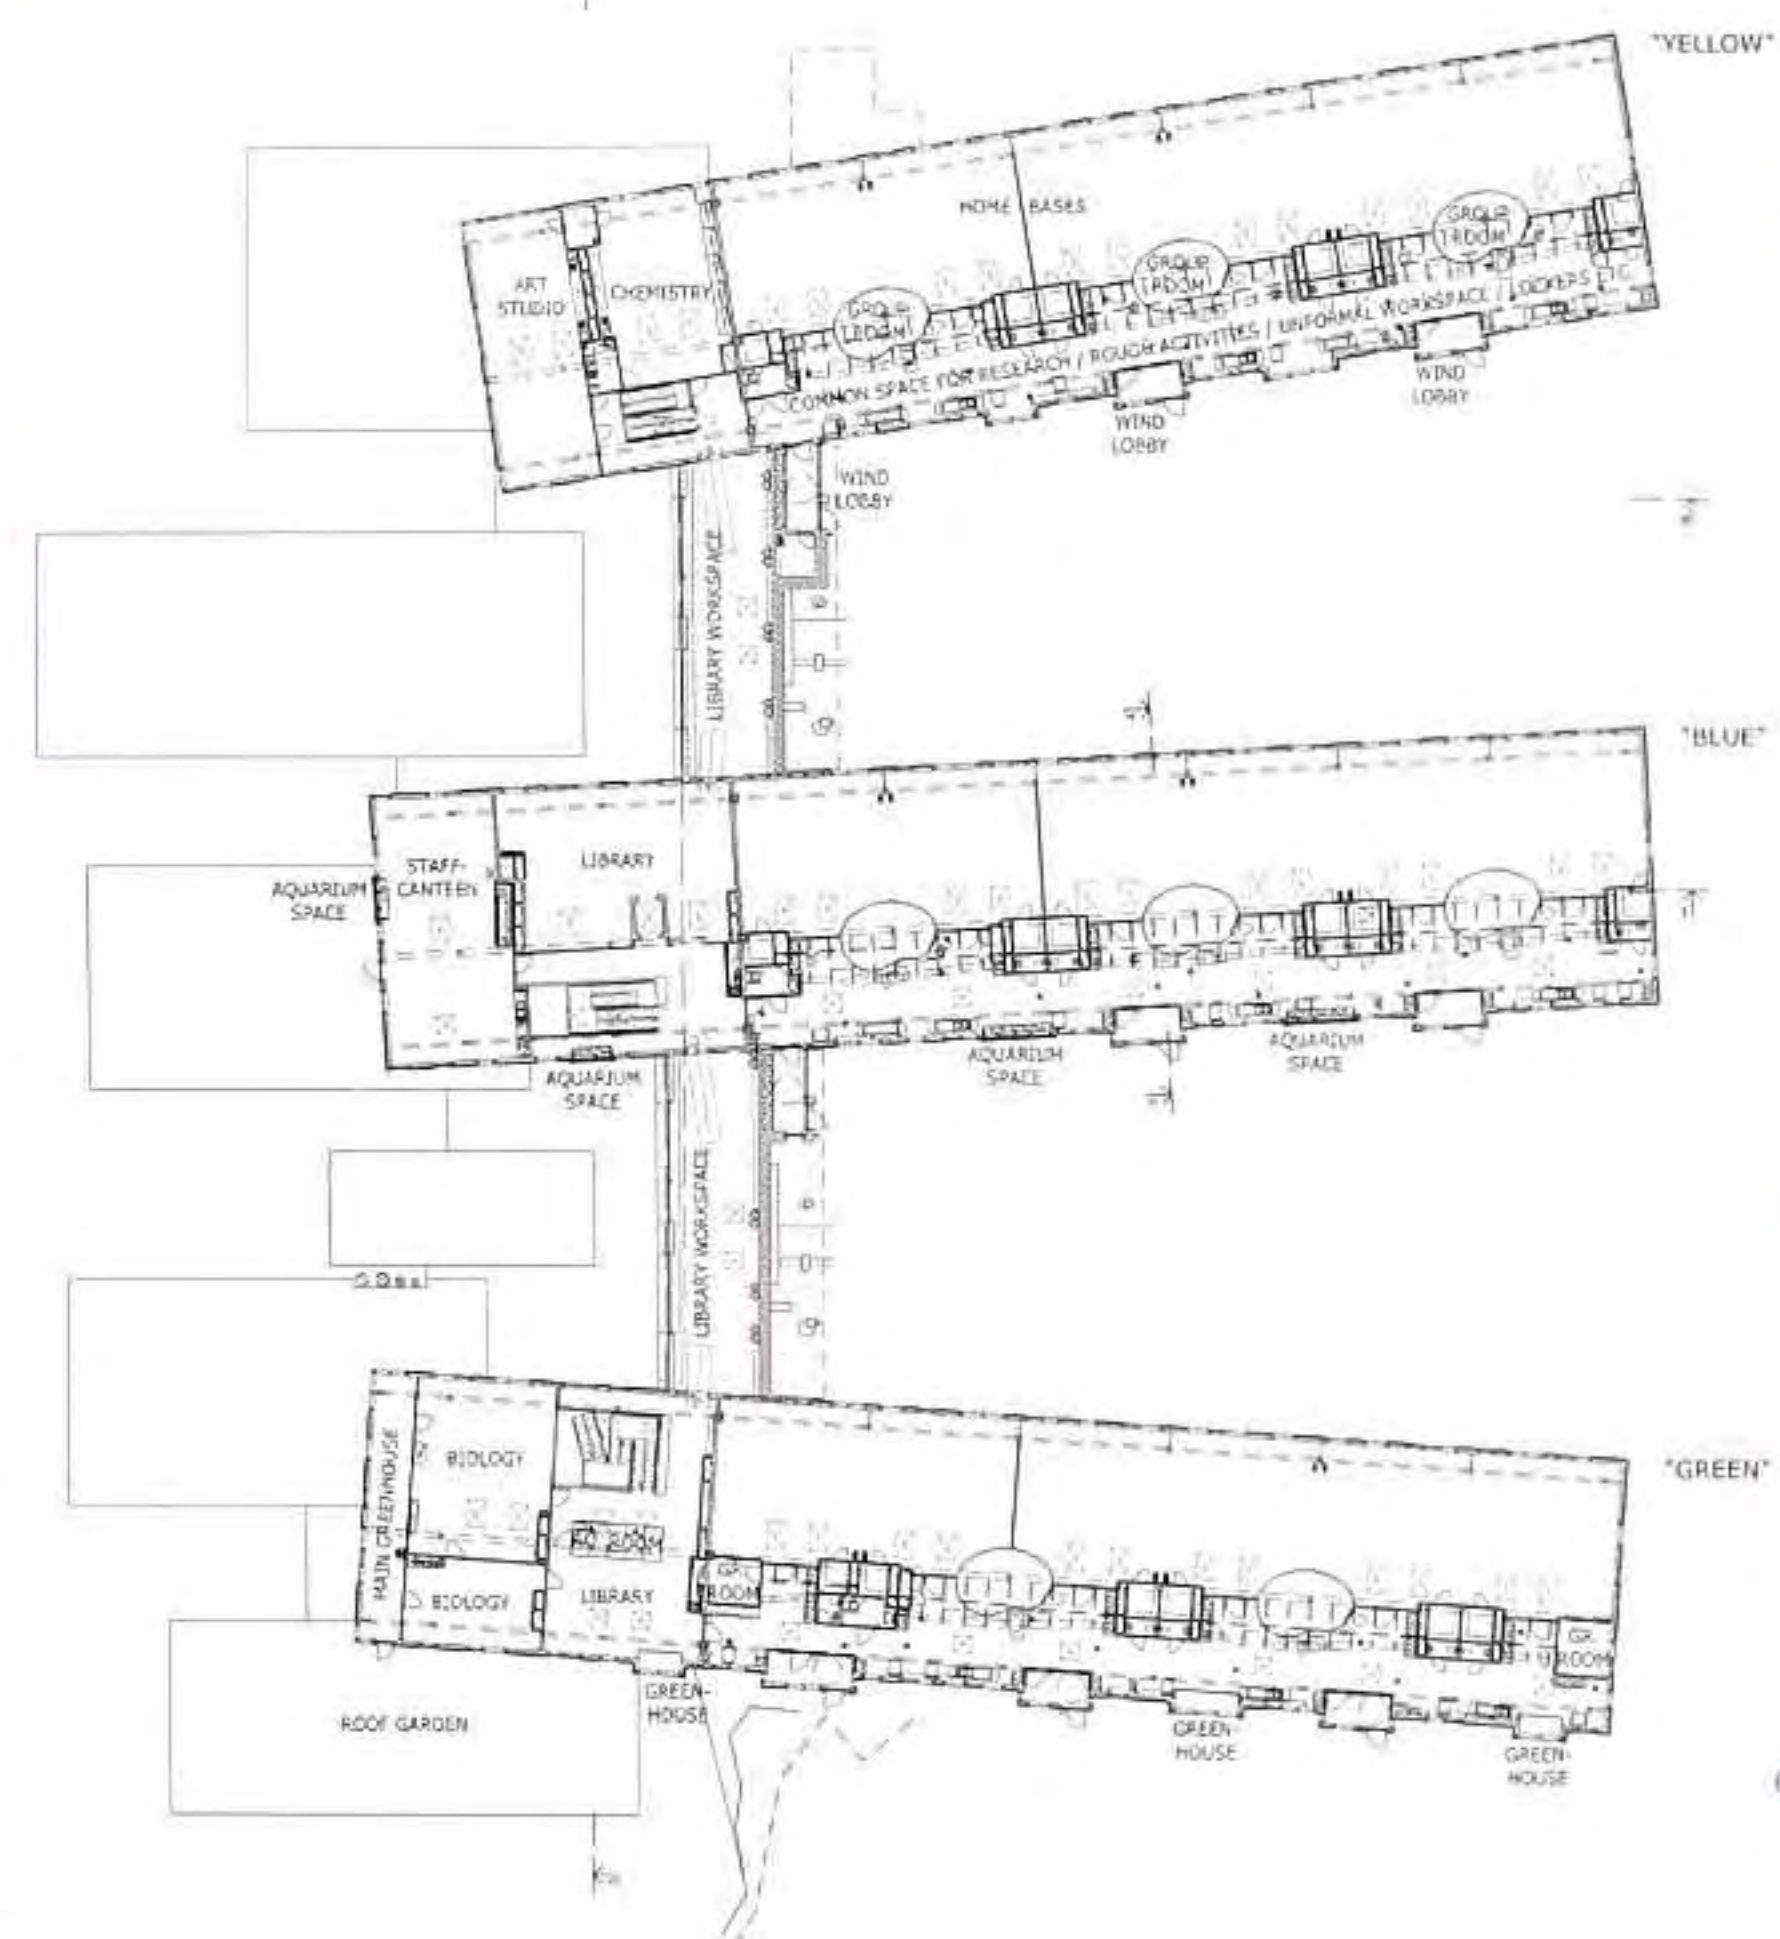 "YELLOW"
HOME BASES
GROUP
ROOM
GROUP
ROOM
GROUP
ROOM
ART
STUDIO
CHEMISTRY
COMMON SPACE FOR RESEARCH / ROUGH ACTIVITIES / UNFORMAL WORKSPACE / LOCKERS ETC
WIND
LOBBY
WIND
LOBBY
WIND
LOBBY
LIBRARY WORKSPACE
"BLUE"
STAFF-
CANTEEN
LIBRARY
AQUARIUM
SPACE
AQUARIUM
SPACE
AQUARIUM
SPACE
AQUARIUM
SPACE
LIBRARY WORKSPACE
"GREEN"
MAIN GREENHOUSE
BIOLOGY
BIOLOGY
LIBRARY
GR.
ROOM
GR.
ROOM
ROOF GARDEN
GREEN-
HOUSE
GREEN-
HOUSE
GREEN-
HOUSE